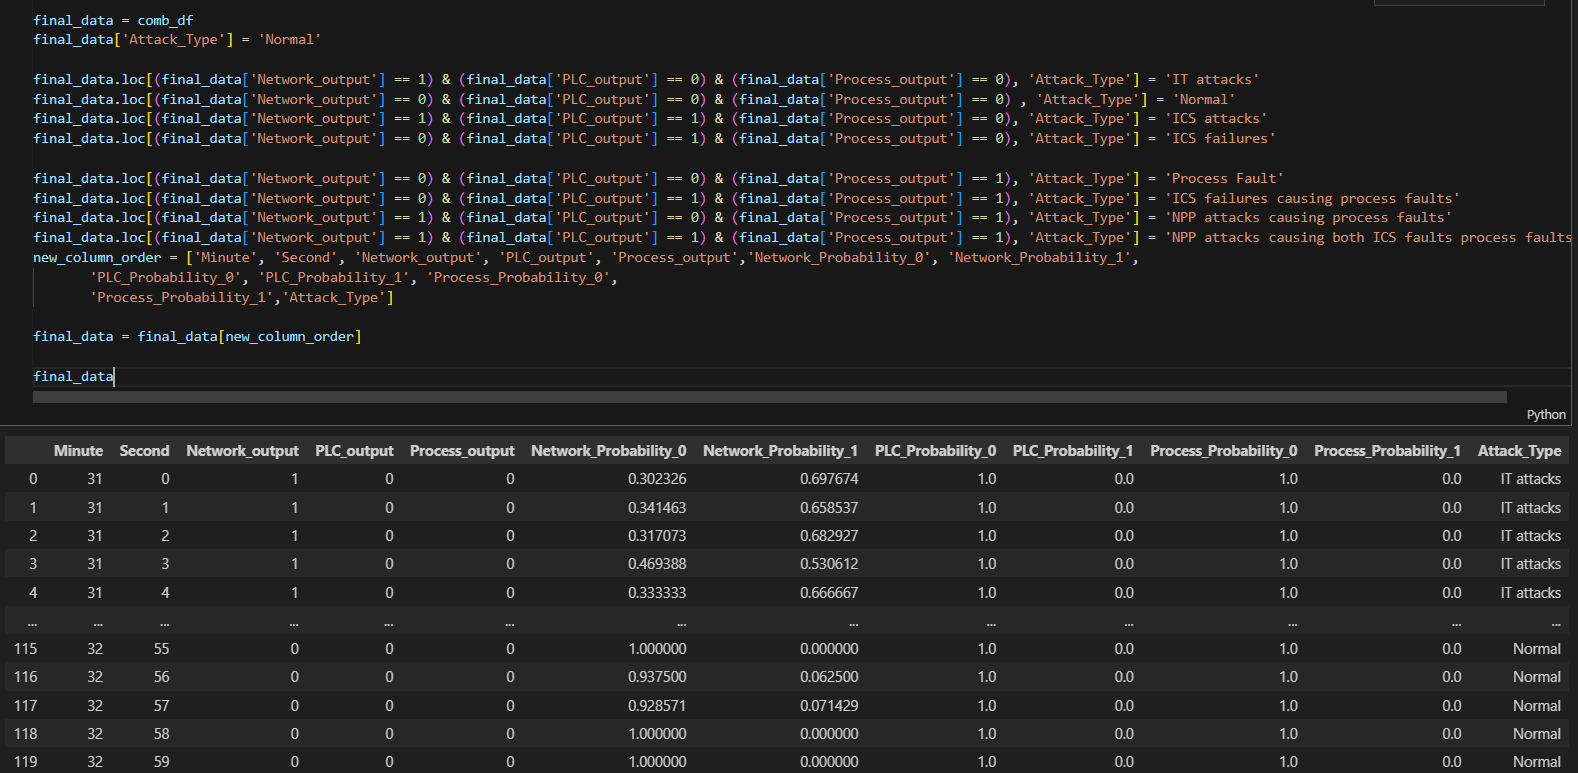 final_data = comb_df
final_data['Attack_Type'] = 'Normal'
final_data.loc[(final_data['Network_output'] == 1) & (final_data['PLC_output'] == 0) & (final_data['Process_output'] == 0), 'Attack_Type'] = 'IT attacks'
final_data.loc[(final_data['Network_output'] == 0) & (final_data['PLC_output'] == 0) & (final_data['Process_output'] == 0) , 'Attack_Type'] = 'Normal'
final_data.loc[(final_data['Network_output'] == 1) & (final_data['PLC_output'] == 1) & (final_data['Process_output'] == 0), 'Attack_Type'] = 'ICS attacks'
final_data.loc[(final_data['Network_output'] == 0) & (final_data['PLC_output'] == 1) & (final_data['Process_output'] == 0), 'Attack_Type'] = 'ICS failures'
final_data.loc[(final_data['Network_output'] == 0) & (final_data['PLC_output'] == 0) & (final_data['Process_output'] == 1), 'Attack_Type'] = 'Process Fault'
final_data.loc[(final_data['Network_output'] == 0) & (final_data['PLC_output'] == 1) & (final_data['Process_output'] == 1), 'Attack_Type'] = 'ICS failures causing process faults'
final_data.loc[(final_data['Network_output'] == 1) & (final_data['PLC_output'] == 0) & (final_data['Process_output'] == 1), 'Attack_Type'] = 'NPP attacks causing process faults'
final_data.loc[(final_data['Network_output'] == 1) & (final_data['PLC_output'] == 1) & (final_data['Process_output'] == 1), 'Attack_Type'] = 'NPP attacks causing both ICS faults process faults
new_column_order = ['Minute', 'Second', 'Network_output', 'PLC_output', 'Process_output','Network_Probability_0', 'Network_Probability_1',
'PLC_Probability_0', 'PLC_Probability_1', 'Process_Probability_0',
'Process_Probability_1','Attack_Type']
final_data = final_data[new_column_order]
final_data
Python
Minute Second Network_output PLC_output Process_output Network_Probability_0 Network_Probability_1 PLC_Probability_0 PLC_Probability_1 Process_Probability_0 Process_Probability_1 Attack_Type
0 31 0 1 0 0 0.302326 0.697674 1.0 0.0 1.0 0.0 IT attacks
1 31 1 1 0 0 0.341463 0.658537 1.0 0.0 1.0 0.0 IT attacks
2 31 2 1 0 0 0.317073 0.682927 1.0 0.0 1.0 0.0 IT attacks
3 31 3 1 0 0 0.469388 0.530612 1.0 0.0 1.0 0.0 IT attacks
4 31 4 1 0 0 0.333333 0.666667 1.0 0.0 1.0 0.0 IT attacks
... ... ... ... ... ... ... ... ... ... ... ... ...
115 32 55 0 0 0 1.000000 0.000000 1.0 0.0 1.0 0.0 Normal
116 32 56 0 0 0 0.937500 0.062500 1.0 0.0 1.0 0.0 Normal
117 32 57 0 0 0 0.928571 0.071429 1.0 0.0 1.0 0.0 Normal
118 32 58 0 0 0 1.000000 0.000000 1.0 0.0 1.0 0.0 Normal
119 32 59 0 0 0 1.000000 0.000000 1.0 0.0 1.0 0.0 Normal